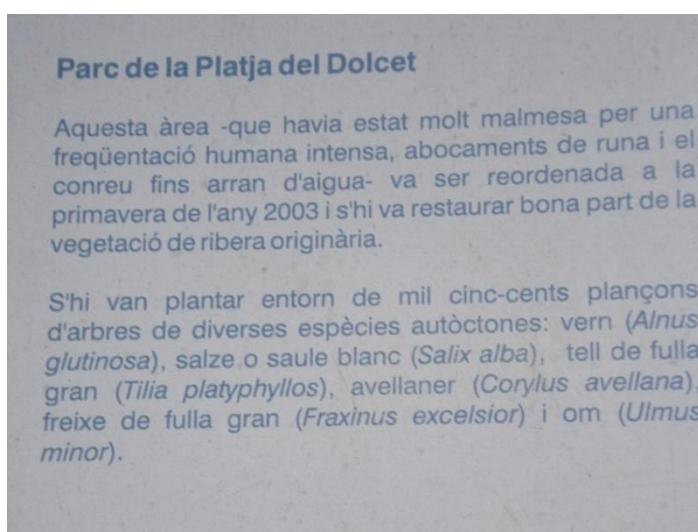 Parc de la Platja del Dolcet
Aquesta àrea -que havia estat molt malmesa per una
freqüentació humana intensa, abocaments de runa i el
conreu fins arran d'aigua- va ser reordenada a la
primavera de l'any 2003 i s'hi va restaurar bona part de la
vegetació de ribera originària.
S'hi van plantar entorn de mil cinc-cents plançons
d'arbres de diverses espècies autòctones: vern (Alnus
glutinosa), salze o saule blanc (Salix alba), tell de fulla
gran (Tilia platyphyllos), avellaner (Corylus avellana),
freixe de fulla gran (Fraxinus excelsior) i om (Ulmus
minor).